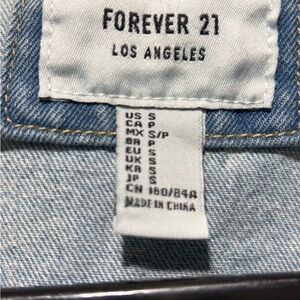 FOREVER 21
LOS ANGELES
US S
CA P
MX S/P
BR P
EU S
UK S
KR S
JP S
CN 160/84A
MADE IN CHINA